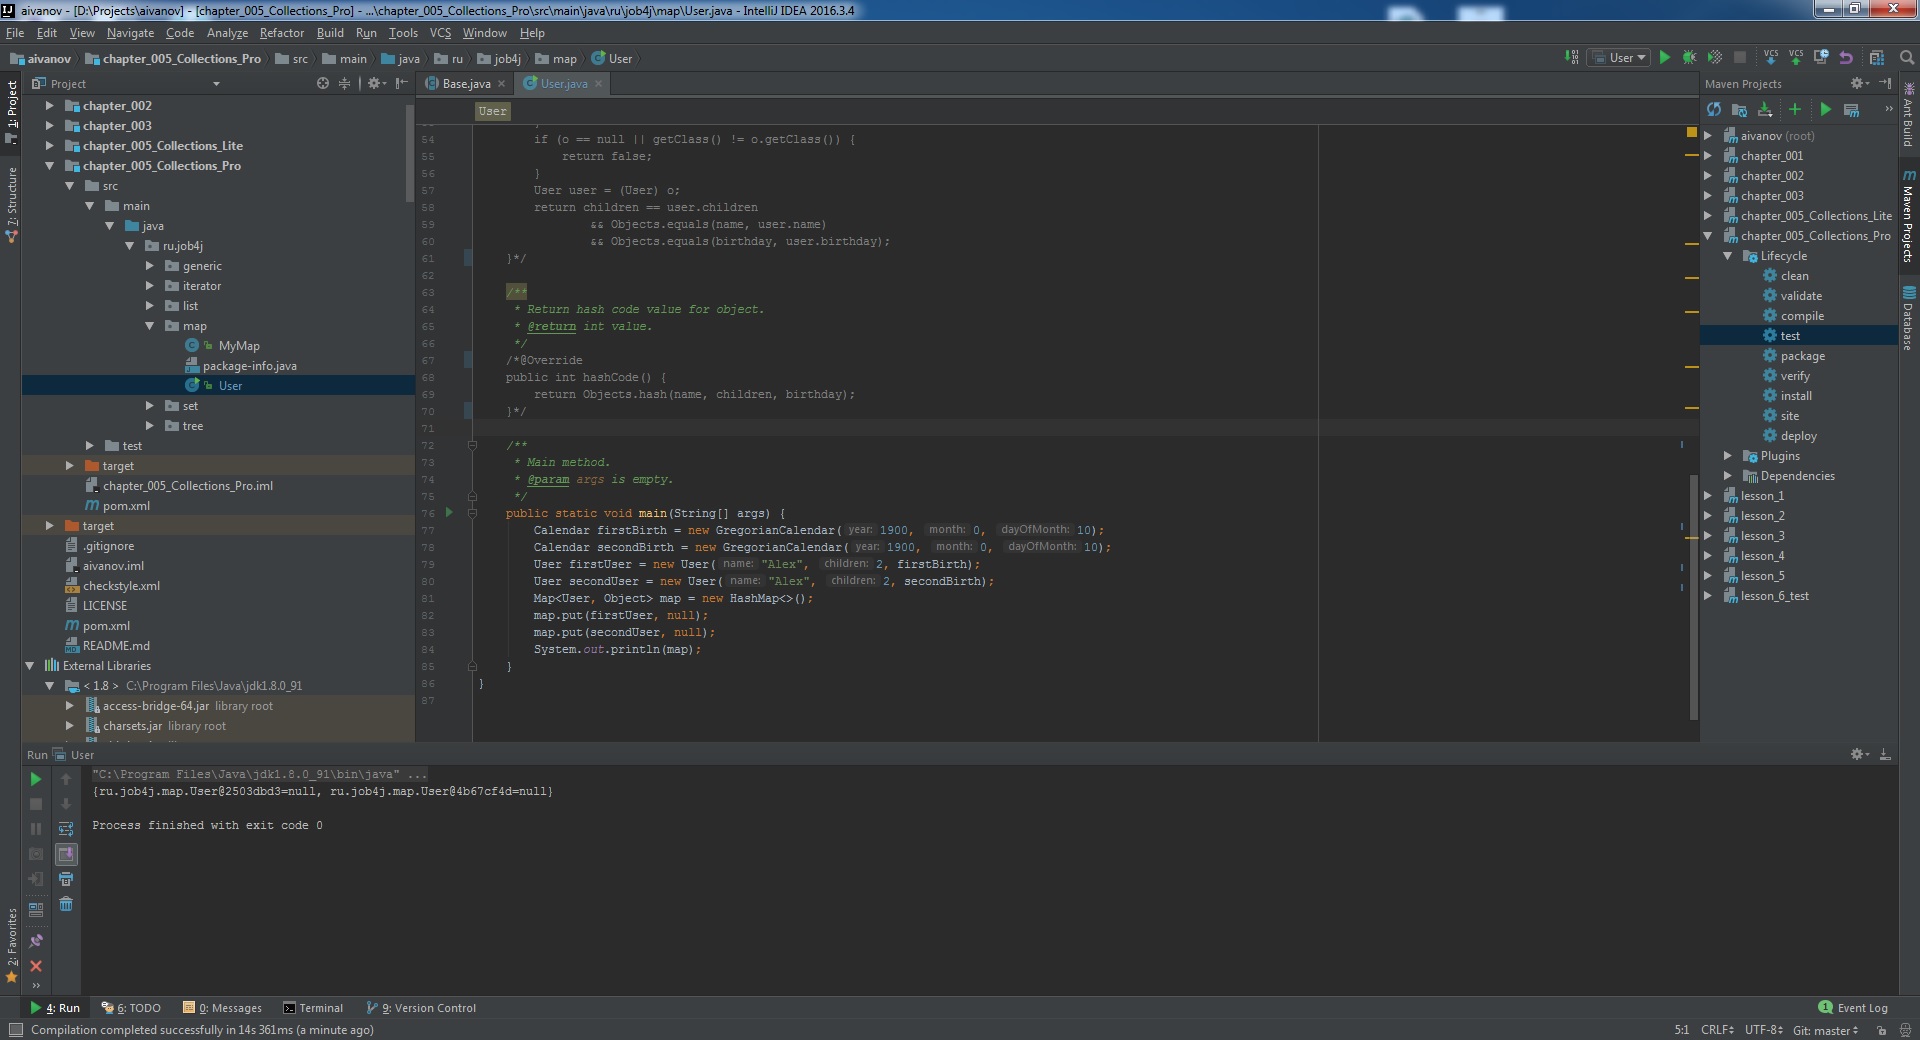 aivanov - [D:\Projects\aivanov] - [chapter_005_Collections_Pro] - ...\chapter_005_Collections_Pro\src\main\java\ru\job4j\map\User.java - IntelliJ IDEA 2016.3.4
File Edit View Navigate Code Analyze Refactor Build Run Tools VCS Window Help
aivanov chapter_005_Collections_Pro src main java ru job4j map User
User
VCS VCS
1: Project
7: Structure
2: Favorites
Project
chapter_002
chapter_003
chapter_005_Collections_Lite
chapter_005_Collections_Pro
src
main
java
ru.job4j
generic
iterator
list
map
MyMap
package-info.java
User
set
tree
test
target
chapter_005_Collections_Pro.iml
pom.xml
target
.gitignore
aivanov.iml
checkstyle.xml
LICENSE
pom.xml
README.md
External Libraries
< 1.8 > C:\Program Files\Java\jdk1.8.0_91
access-bridge-64.jar library root
charsets.jar library root
Base.java User.java
User
54 if (o == null || getClass() != o.getClass()) {
55 return false;
56 }
57 User user = (User) o;
58 return children == user.children
59 && Objects.equals(name, user.name)
60 && Objects.equals(birthday, user.birthday);
61 }*/
62
63 /**
64 * Return hash code value for object.
65 * @return int value.
66 */
67 /*@Override
68 public int hashCode() {
69 return Objects.hash(name, children, birthday);
70 }*/
71
72 /**
73 * Main method.
74 * @param args is empty.
75 */
76 public static void main(String[] args) {
77 Calendar firstBirth = new GregorianCalendar( year: 1900, month: 0, dayOfMonth: 10);
78 Calendar secondBirth = new GregorianCalendar( year: 1900, month: 0, dayOfMonth: 10);
79 User firstUser = new User( name: "Alex", children: 2, firstBirth);
80 User secondUser = new User( name: "Alex", children: 2, secondBirth);
81 Map<User, Object> map = new HashMap<>();
82 map.put(firstUser, null);
83 map.put(secondUser, null);
84 System.out.println(map);
85 }
86 }
87
Maven Projects
aivanov (root)
chapter_001
chapter_002
chapter_003
chapter_005_Collections_Lite
chapter_005_Collections_Pro
Lifecycle
clean
validate
compile
test
package
verify
install
site
deploy
Plugins
Dependencies
lesson_1
lesson_2
lesson_3
lesson_4
lesson_5
lesson_6_test
Ant Build
Maven Projects
Database
Run User
"C:\Program Files\Java\jdk1.8.0_91\bin\java" ...
{ru.job4j.map.User@2503dbd3=null, ru.job4j.map.User@4b67cf4d=null}
Process finished with exit code 0
4: Run 6: TODO 0: Messages Terminal 9: Version Control 1 Event Log
Compilation completed successfully in 14s 361ms (a minute ago) 5:1 CRLF UTF-8 Git: master